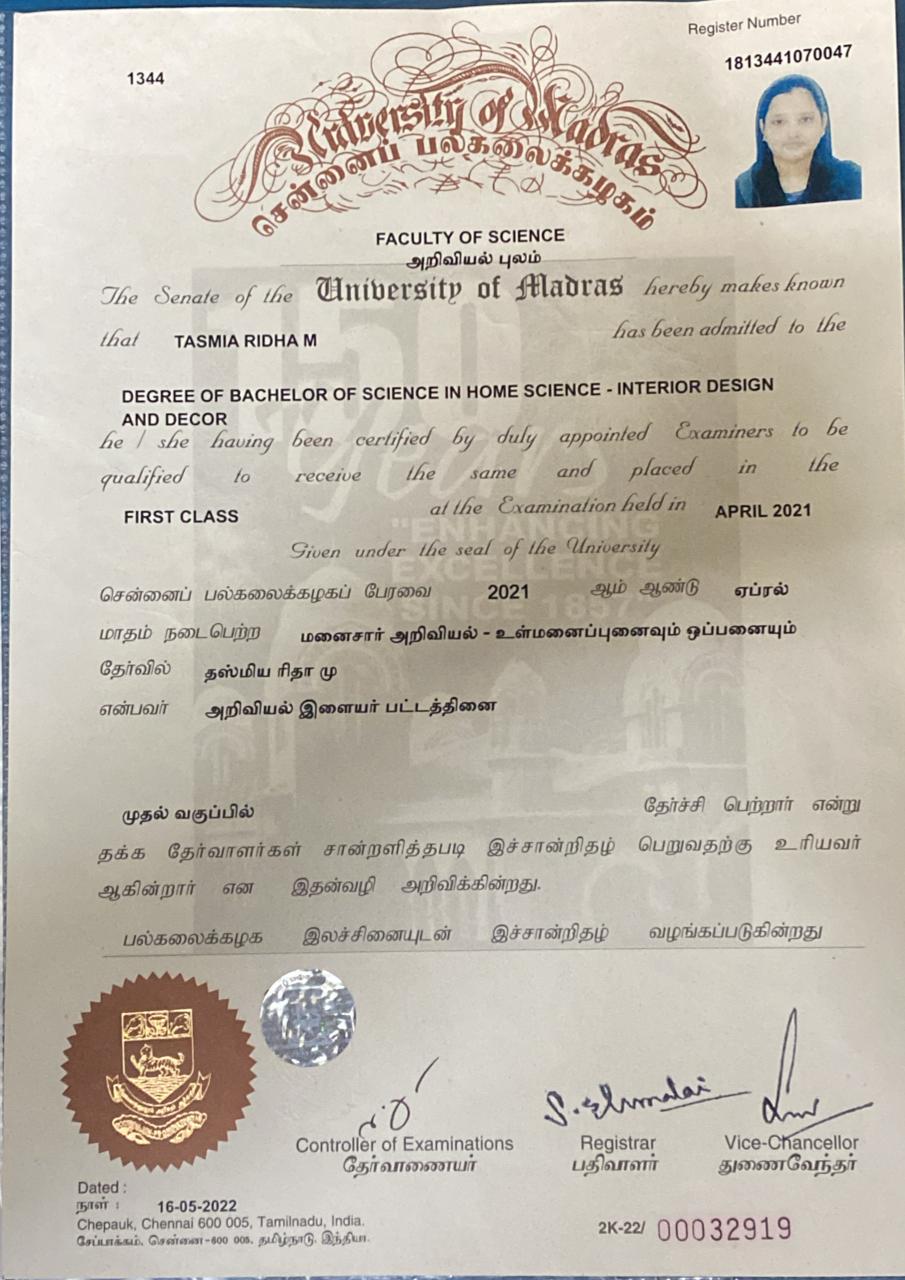 Register Number
1344
1813441070047
University of Madras
சென்னைப் பல்கலைக்கழகம்
FACULTY OF SCIENCE
அறிவியல் புலம்
The Senate of the University of Madras hereby makes known
that TASMIA RIDHA M has been admitted to the
DEGREE OF BACHELOR OF SCIENCE IN HOME SCIENCE - INTERIOR DESIGN
AND DECOR
he / she having been certified by duly appointed Examiners to be
qualified to receive the same and placed in the
FIRST CLASS at the Examination held in APRIL 2021
Given under the seal of the University
150
Years
"ENHANCING
EXCELLENCE
SINCE 1857"
சென்னைப் பல்கலைக்கழகப் பேரவை 2021 ஆம் ஆண்டு ஏப்ரல்
மாதம் நடைபெற்ற மனைசார் அறிவியல் - உள்மனைப்புனைவும் ஒப்பனையும்
தேர்வில் தஸ்மிய ரிதா மு
என்பவர் அறிவியல் இளையர் பட்டத்தினை
முதல் வகுப்பில் தேர்ச்சி பெற்றார் என்று
தக்க தேர்வாளர்கள் சான்றளித்தபடி இச்சான்றிதழ் பெறுவதற்கு உரியவர்
ஆகின்றார் என இதன்வழி அறிவிக்கின்றது.
பல்கலைக்கழக இலச்சினையுடன் இச்சான்றிதழ் வழங்கப்படுகின்றது
Controller of Examinations
தேர்வாணையர்
Registrar
பதிவாளர்
Vice-Chancellor
துணைவேந்தர்
Dated :
நாள் : 16-05-2022
Chepauk, Chennai 600 005, Tamilnadu, India.
சேப்பாக்கம், சென்னை-600 005, தமிழ்நாடு, இந்தியா.
2K-22/ 00032919